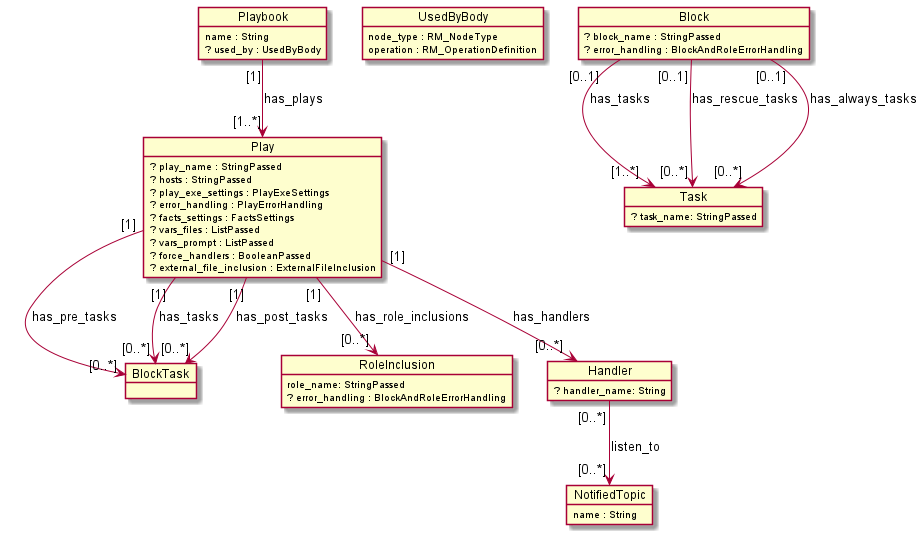 Playbook
name : String
? used_by : UsedByBody
UsedByBody
node_type : RM_NodeType
operation : RM_OperationDefinition
Block
? block_name : StringPassed
? error_handling : BlockAndRoleErrorHandling
[1]
has_plays
[1..*]
[0..1]
[0..1]
[0..1]
has_tasks
has_rescue_tasks
has_always_tasks
[1..*]
[0..*]
[0..*]
Play
? play_name : StringPassed
? hosts : StringPassed
? play_exe_settings : PlayExeSettings
? error_handling : PlayErrorHandling
? facts_settings : FactsSettings
? vars_files : ListPassed
? vars_prompt : ListPassed
? force_handlers : BooleanPassed
? external_file_inclusion : ExternalFileInclusion
Task
? task_name: StringPassed
[1]
[1]
[1]
[1]
[1]
has_pre_tasks
has_tasks
has_post_tasks
has_role_inclusions
has_handlers
[0..*]
[0..*]
[0..*]
[0..*]
[0..*]
BlockTask
RoleInclusion
role_name: StringPassed
? error_handling : BlockAndRoleErrorHandling
Handler
? handler_name: String
[0..*]
listen_to
[0..*]
NotifiedTopic
name : String